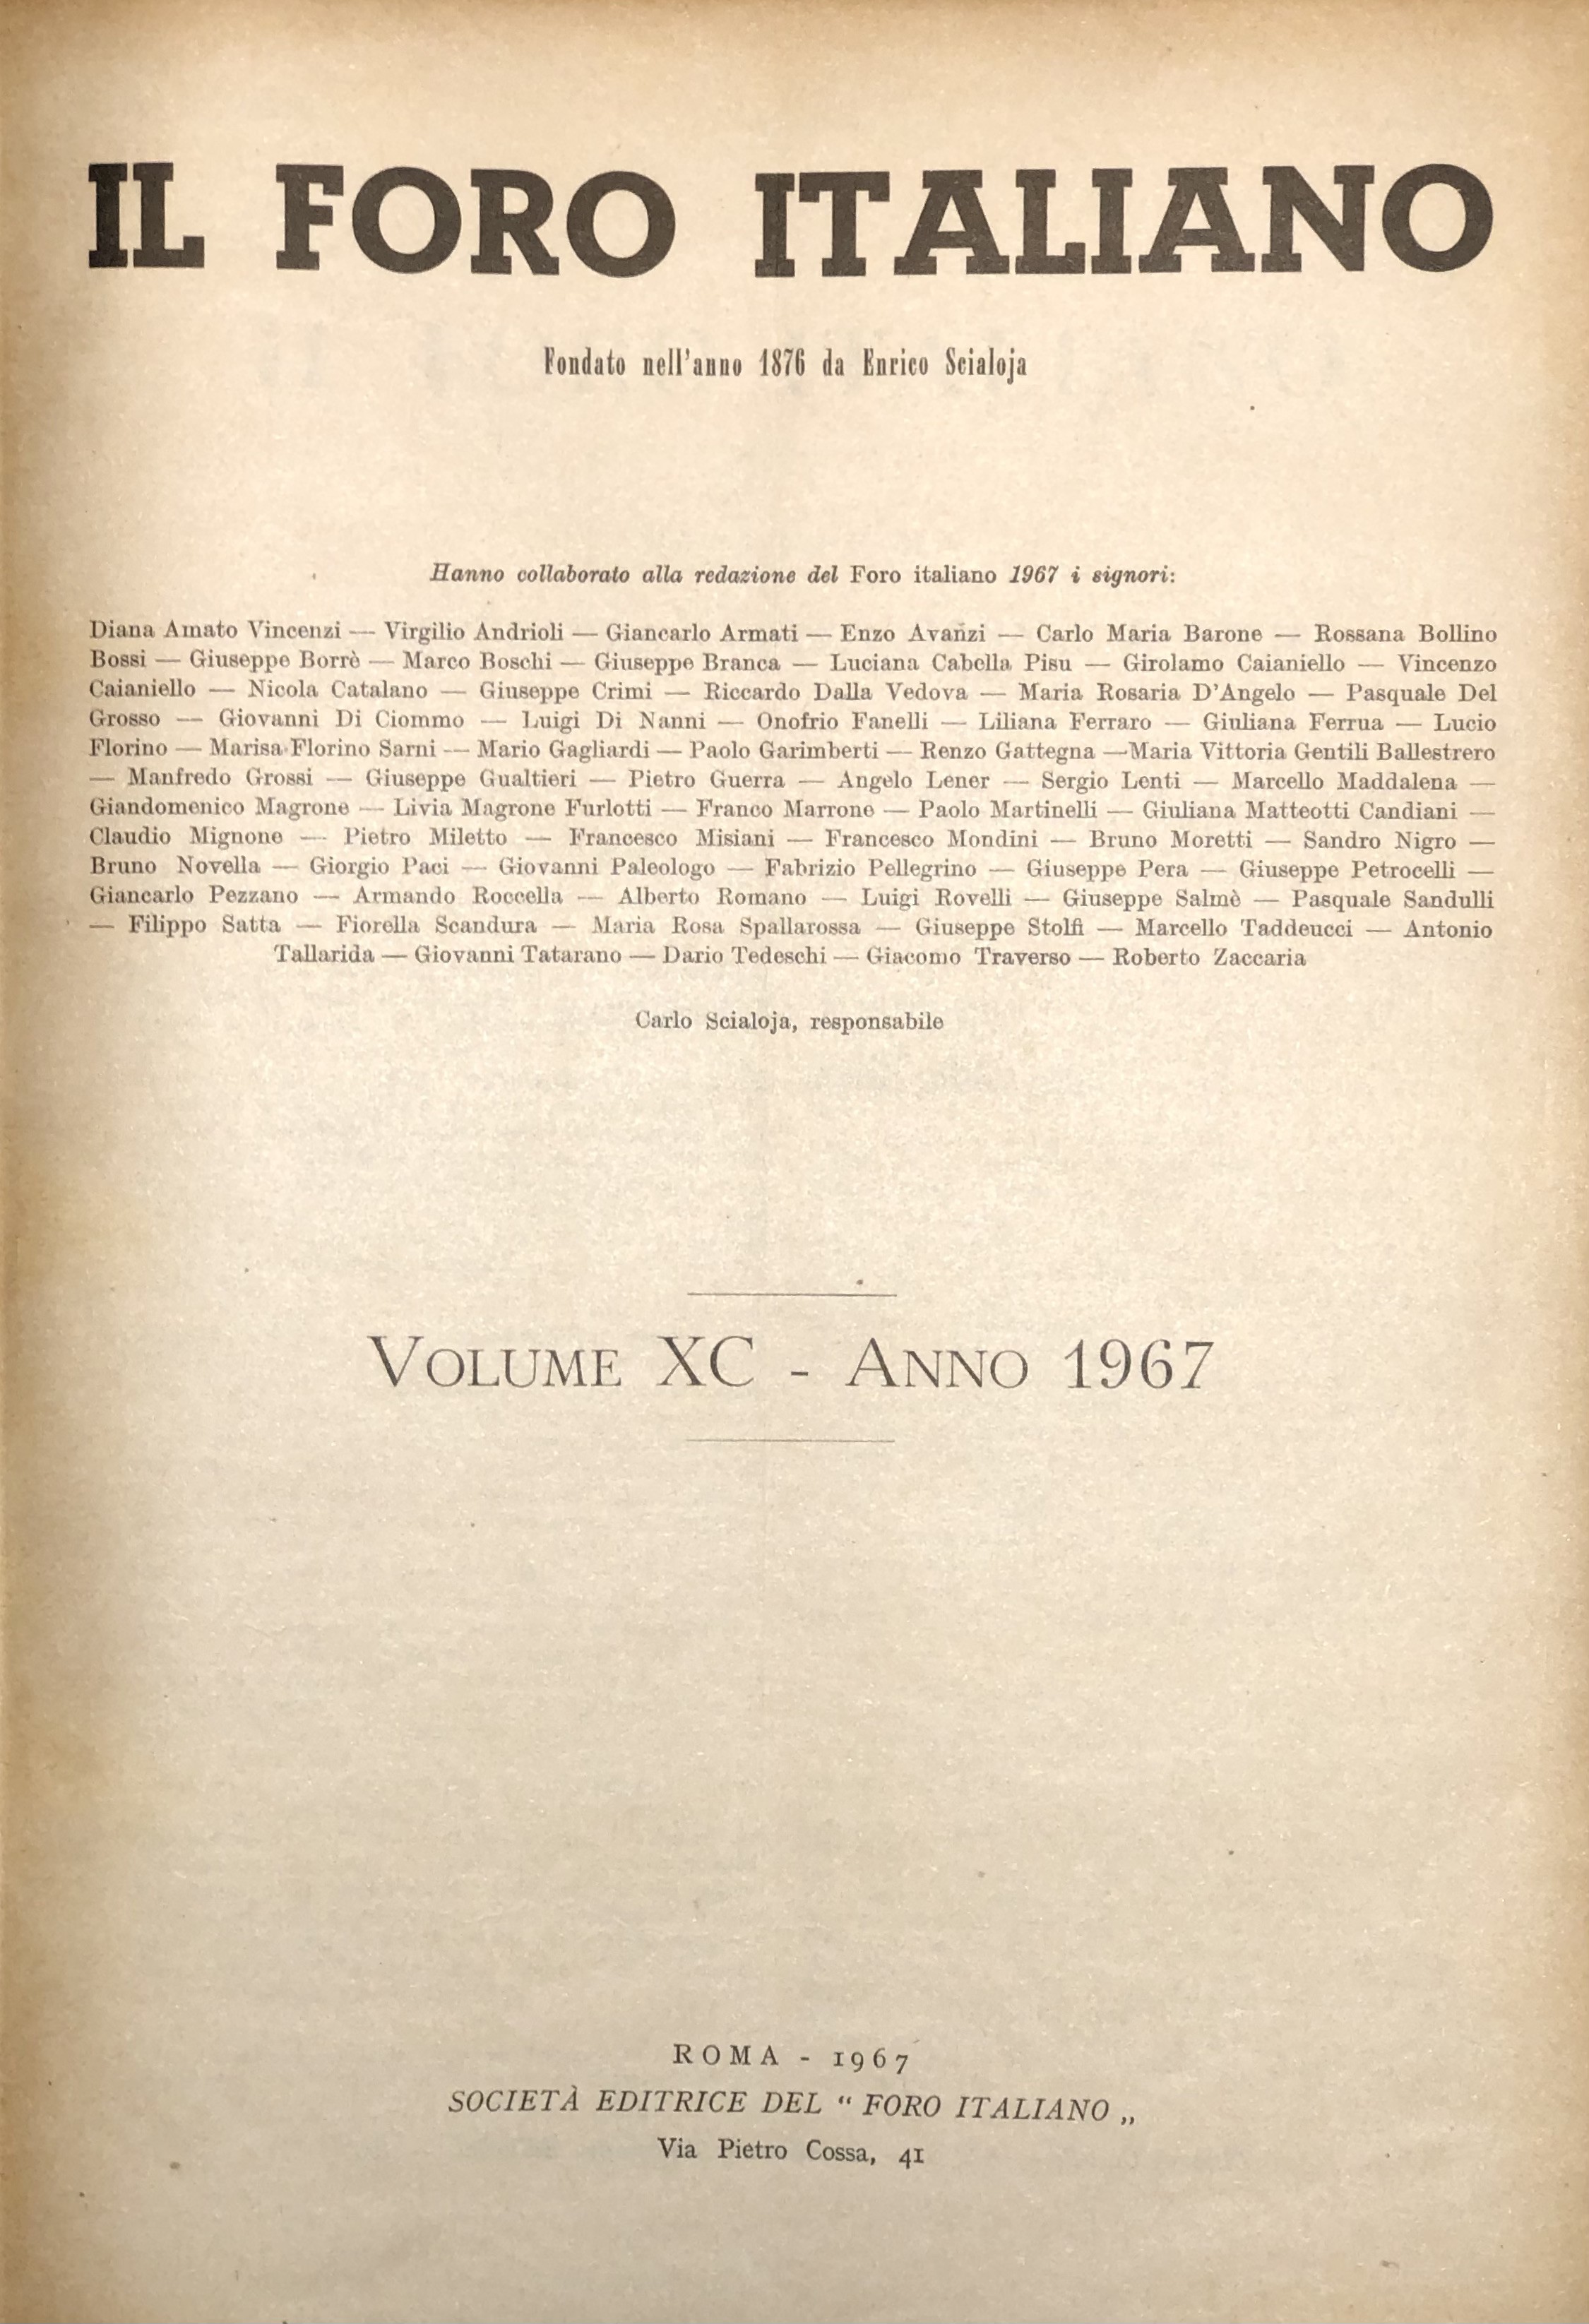 IL FORO ITALIANO
Fondato nell'anno 1876 da Enrico Scialoja
Hanno collaborato alla redazione del Foro italiano 1967 i signori:
Diana Amato Vincenzi — Virgilio Andrioli — Giancarlo Armati — Enzo Avanzi — Carlo Maria Barone — Rossana Bollino
Bossi — Giuseppe Borrè — Marco Boschi — Giuseppe Branca — Luciana Cabella Pisu — Girolamo Caianiello — Vincenzo
Caianiello — Nicola Catalano — Giuseppe Crimi — Riccardo Dalla Vedova — Maria Rosaria D'Angelo — Pasquale Del
Grosso — Giovanni Di Ciommo — Luigi Di Nanni — Onofrio Fanelli — Liliana Ferraro — Giuliana Ferrua — Lucio
Florino — Marisa Florino Sarni — Mario Gagliardi — Paolo Garimberti — Renzo Gattegna —Maria Vittoria Gentili Ballestrero
— Manfredo Grossi — Giuseppe Gualtieri — Pietro Guerra — Angelo Lener — Sergio Lenti — Marcello Maddalena —
Giandomenico Magrone — Livia Magrone Furlotti — Franco Marrone — Paolo Martinelli — Giuliana Matteotti Candiani —
Claudio Mignone — Pietro Miletto — Francesco Misiani — Francesco Mondini — Bruno Moretti — Sandro Nigro —
Bruno Novella — Giorgio Paci — Giovanni Paleologo — Fabrizio Pellegrino — Giuseppe Pera — Giuseppe Petrocelli —
Giancarlo Pezzano — Armando Roccella — Alberto Romano — Luigi Rovelli — Giuseppe Salmè — Pasquale Sandulli
— Filippo Satta — Fiorella Scandura — Maria Rosa Spallarossa — Giuseppe Stolfi — Marcello Taddeucci — Antonio
Tallarida — Giovanni Tatarano — Dario Tedeschi — Giacomo Traverso — Roberto Zaccaria
Carlo Scialoja, responsabile
VOLUME XC - ANNO 1967
ROMA - 1967
SOCIETÀ EDITRICE DEL “ FORO ITALIANO „
Via Pietro Cossa, 41